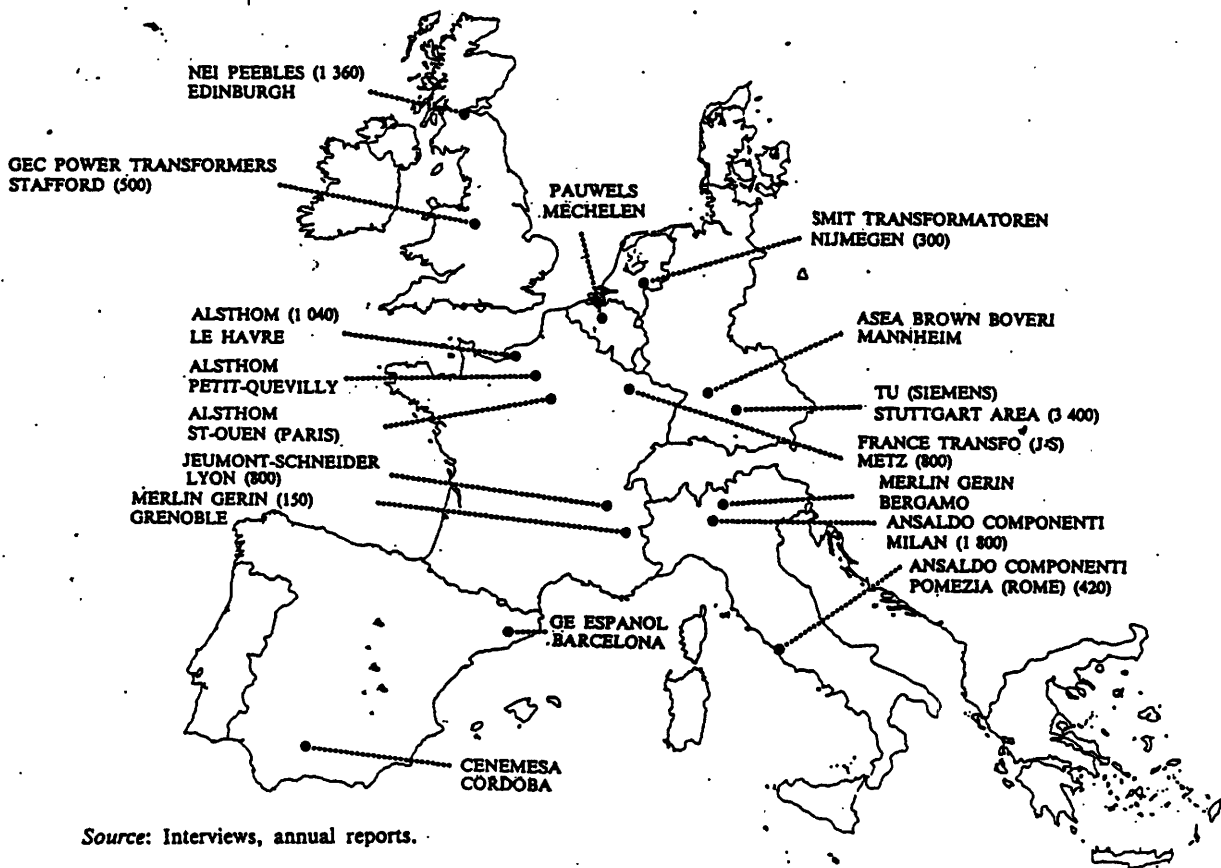 NEI PEEBLES (1 360)
EDINBURGH
GEC POWER TRANSFORMERS
STAFFORD (500)
PAUWELS
MECHELEN
SMIT TRANSFORMATOREN
NIJMEGEN (300)
ALSTHOM (1 040)
LE HAVRE
ASEA BROWN BOVERI
MANNHEIM
ALSTHOM
PETIT-QUEVILLY
TU (SIEMENS)
STUTTGART AREA (3 400)
ALSTHOM
ST-OUEN (PARIS)
FRANCE TRANSFO (J-S)
METZ (800)
JEUMONT-SCHNEIDER
LYON (800)
MERLIN GERIN
BERGAMO
MERLIN GERIN (150)
GRENOBLE
ANSALDO COMPONENTI
MILAN (1 800)
ANSALDO COMPONENTI
POMEZIA (ROME) (420)
GE ESPANOL
BARCELONA
CENEMESA
CORDOBA
Source: Interviews, annual reports.